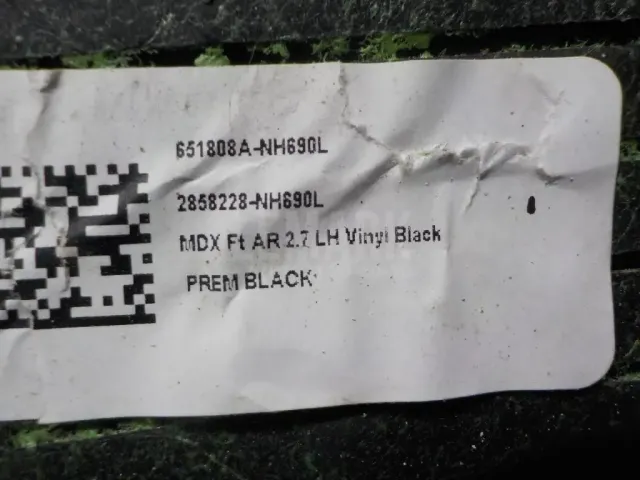 651808A-NH690L
2858228-NH690L
MDX Ft AR 2.7 LH Vinyl Black
PREM BLACK